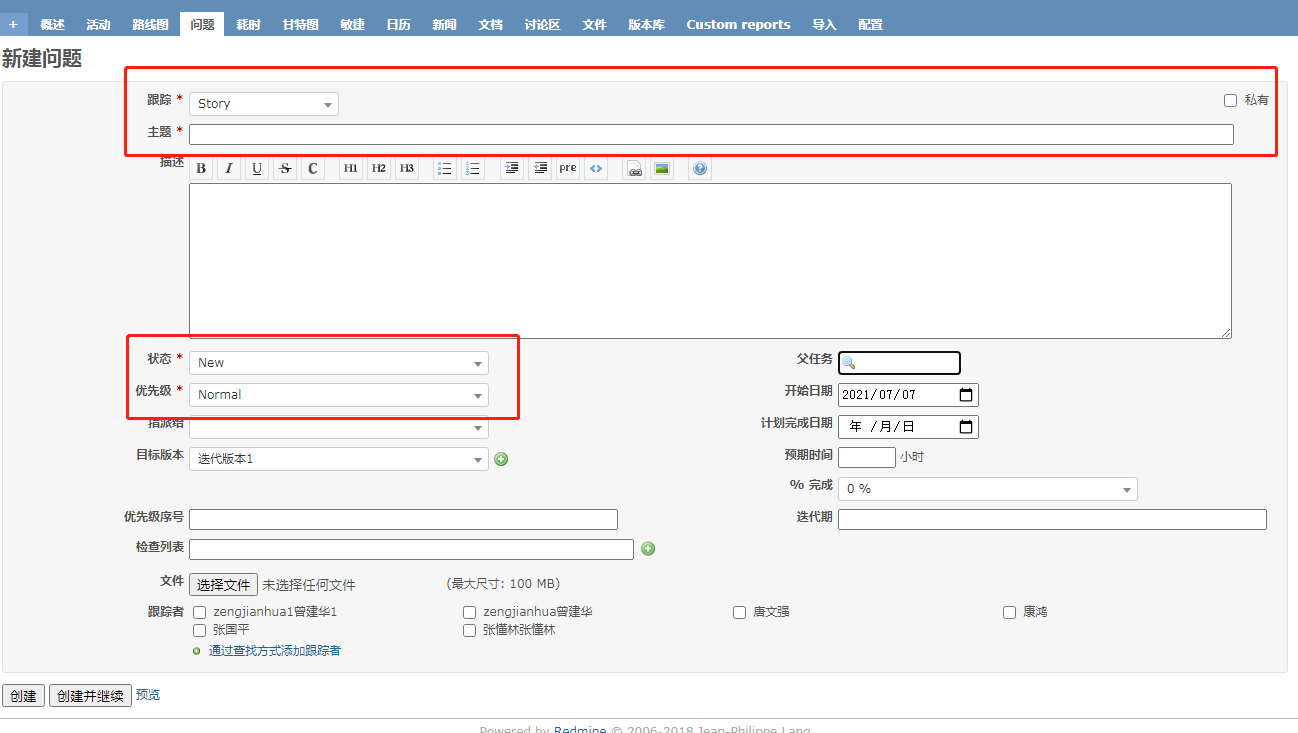 + 概述 活动 路线图 问题 耗时 甘特图 敏捷 日历 新闻 文档 讨论区 文件 版本库 Custom reports 导入 配置
新建问题
跟踪 * Story 私有
主题 *
描述 B I U S C H1 H2 H3 pre <>
状态 * New 父任务
优先级 * Normal 开始日期 2021/07/07
指派给 计划完成日期 年 /月/日
目标版本 迭代版本1 预期时间 小时
% 完成 0 %
优先级序号 迭代期
检查列表
文件 选择文件 未选择任何文件 (最大尺寸: 100 MB)
跟踪者 zengjianhua1曾建华1 zengjianhua曾建华 唐文强 康鸿
张国平 张懂林张懂林
通过查找方式添加跟踪者
创建 创建并继续 预览
Powered by Redmine © 2006-2018 Jean-Philippe Lang